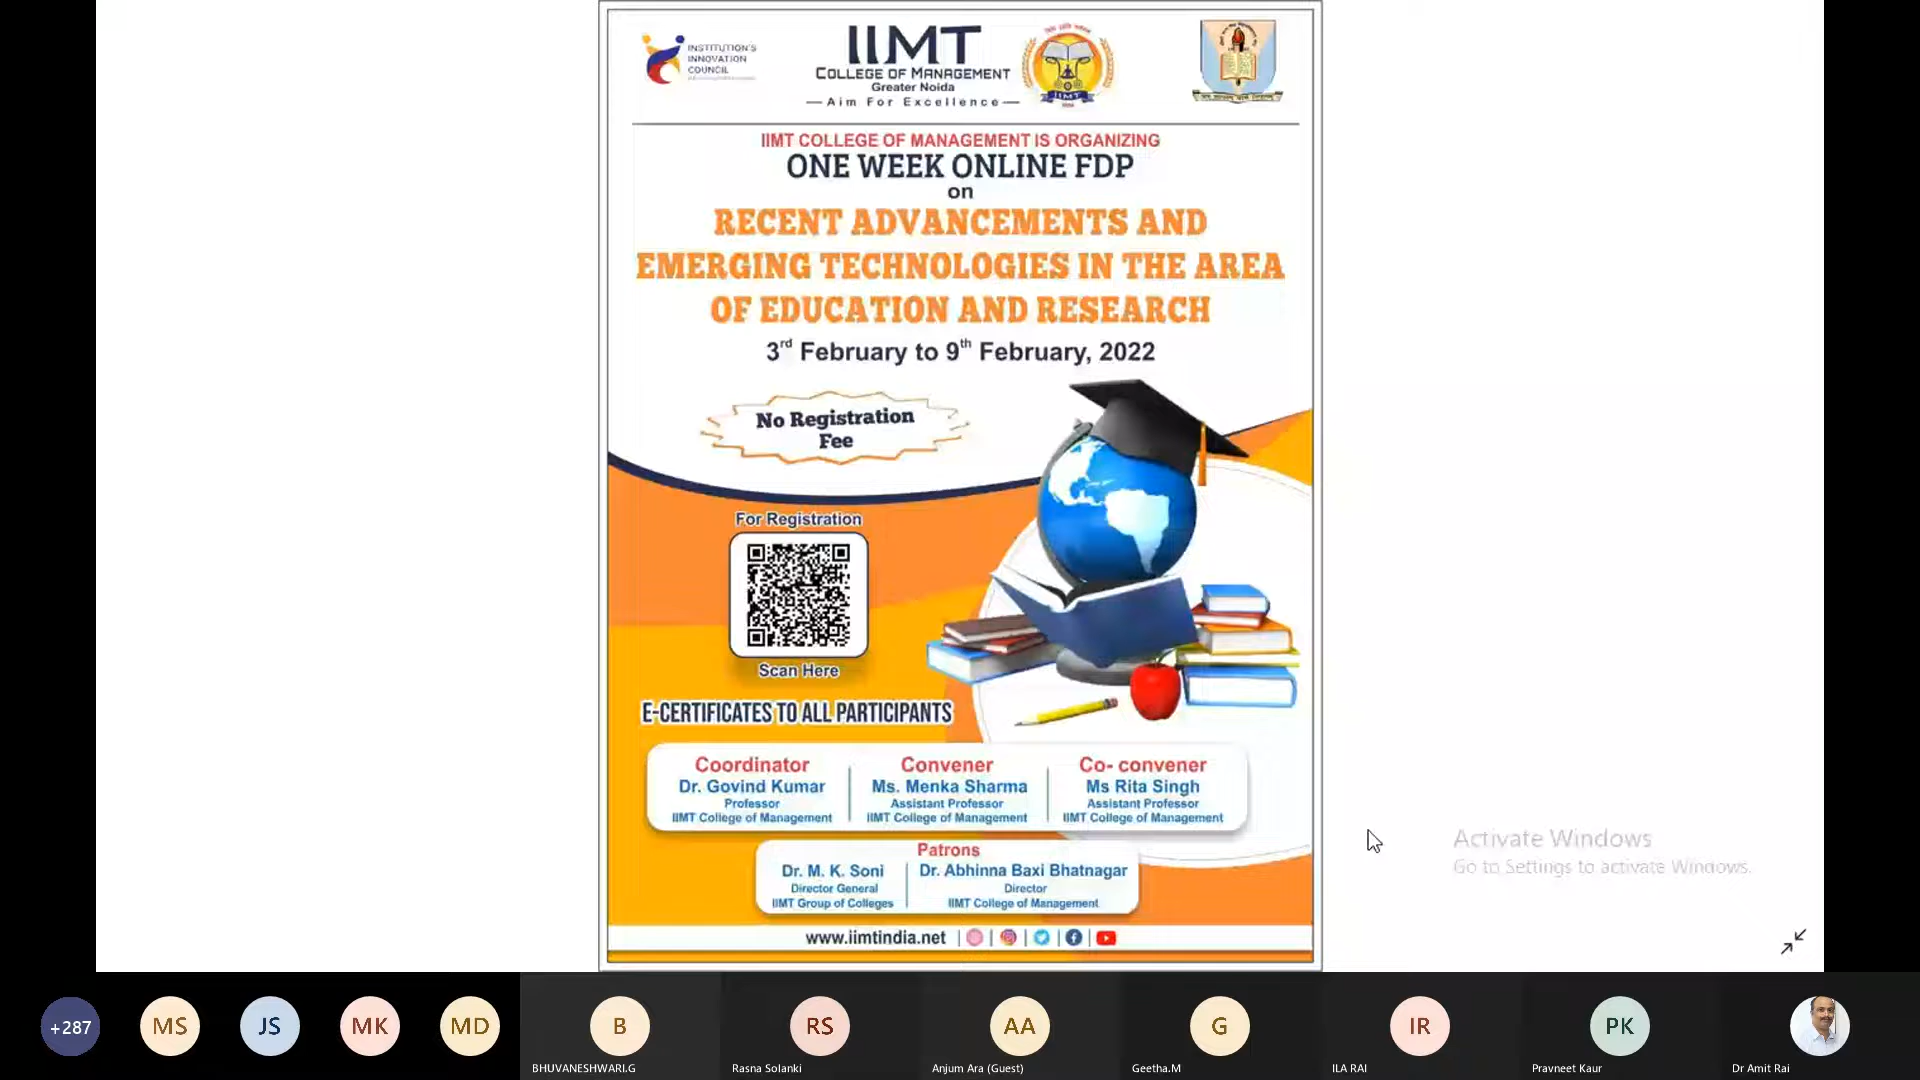 INSTITUTION'S
INNOVATION
COUNCIL
IIMT
COLLEGE OF MANAGEMENT
Greater Noida
Aim For Excellence
IIMT
IIMT COLLEGE OF MANAGEMENT IS ORGANIZING
ONE WEEK ONLINE FDP
on
RECENT ADVANCEMENTS AND
EMERGING TECHNOLOGIES IN THE AREA
OF EDUCATION AND RESEARCH
3rd February to 9th February, 2022
No Registration
Fee
For Registration
Scan Here
E-CERTIFICATES TO ALL PARTICIPANTS
Coordinator
Dr. Govind Kumar
Professor
IIMT College of Management
Convener
Ms. Menka Sharma
Assistant Professor
IIMT College of Management
Co- convener
Ms Rita Singh
Assistant Professor
IIMT College of Management
Patrons
Dr. M. K. Soni
Director General
IIMT Group of Colleges
Dr. Abhinna Baxi Bhatnagar
Director
IIMT College of Management
www.iimtindia.net
Activate Windows
Go to Settings to activate Windows.
+287
MS
JS
MK
MD
B
BHUVANESHWARI.G
RS
Rasna Solanki
AA
Anjum Ara (Guest)
G
Geetha.M
IR
ILA RAI
PK
Pravneet Kaur
Dr Amit Rai